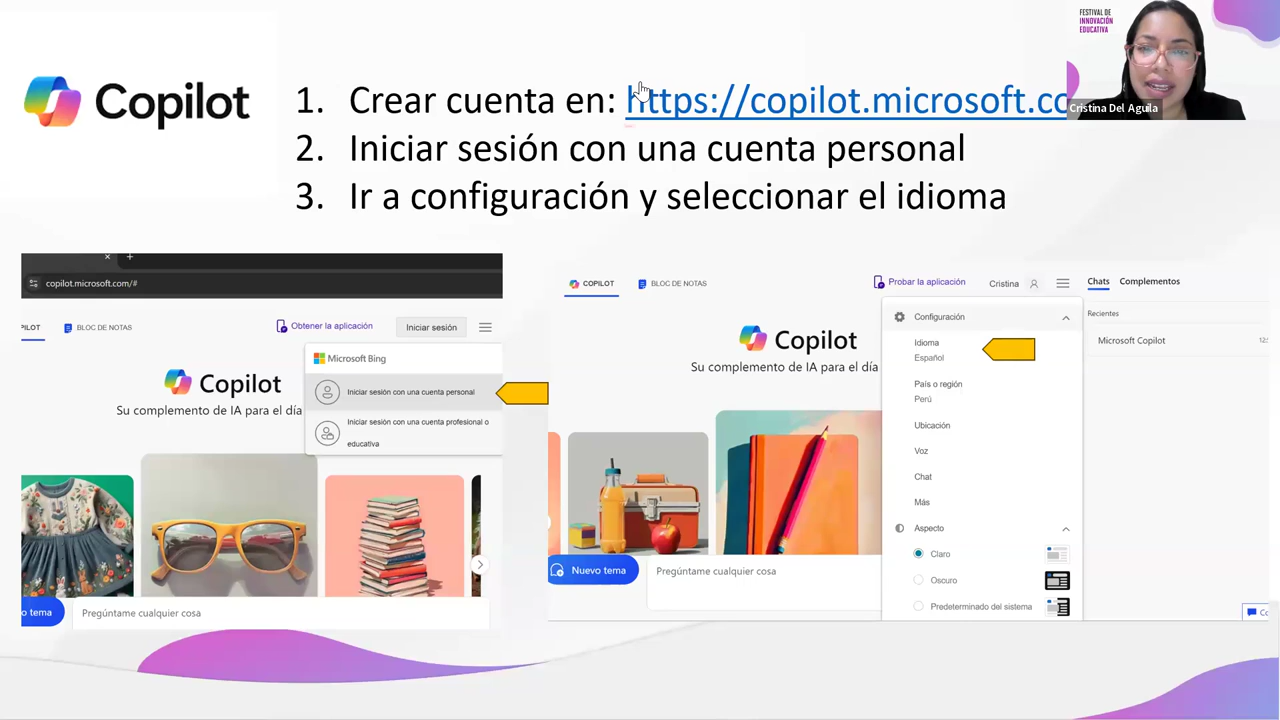 FESTIVAL DE
INNOVACIÓN
EDUCATIVA
Cristina Del Aguila
Copilot
1. Crear cuenta en: https://copilot.microsoft.co
2. Iniciar sesión con una cuenta personal
3. Ir a configuración y seleccionar el idioma
copilot.microsoft.com/#
PILOT
BLOC DE NOTAS
Obtener la aplicación
Iniciar sesión
Microsoft Bing
Iniciar sesión con una cuenta personal
Iniciar sesión con una cuenta profesional o
educativa
Copilot
Su complemento de IA para el día
o tema
Pregúntame cualquier cosa
COPILOT
BLOC DE NOTAS
Probar la aplicación
Cristina
Chats
Complementos
Recientes
Microsoft Copilot
12:
Copilot
Su complemento de IA para el día
Configuración
Idioma
Español
País o región
Perú
Ubicación
Voz
Chat
Más
Aspecto
Claro
Oscuro
Predeterminado del sistema
Nuevo tema
Pregúntame cualquier cosa
Co